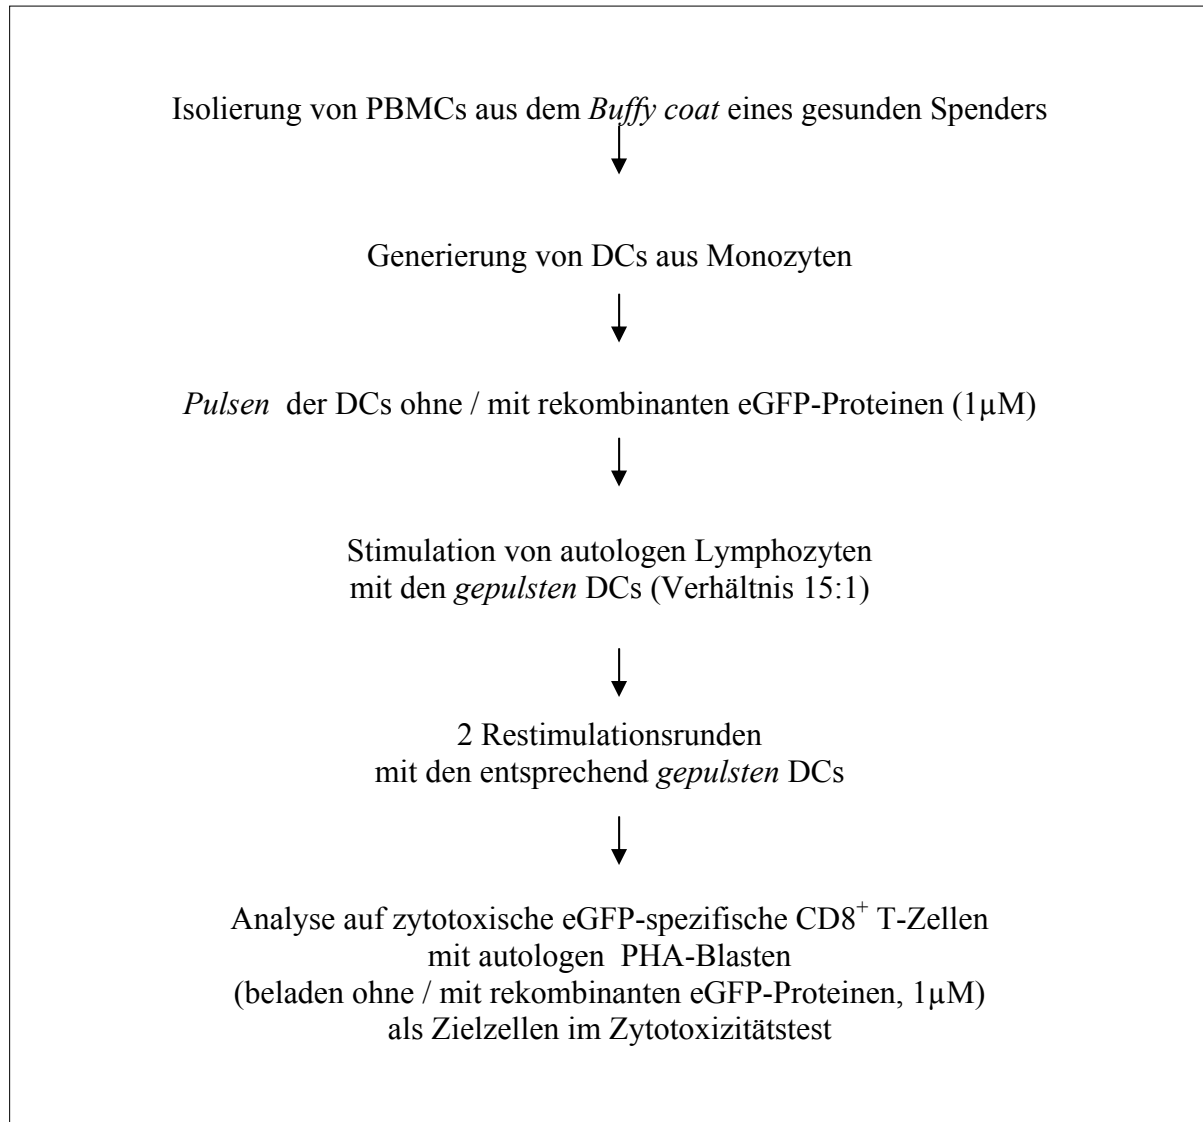 Isolierung von PBMCs aus dem Buffy coat eines gesunden Spenders
Generierung von DCs aus Monozyten
Pulsen der DCs ohne / mit rekombinanten eGFP-Proteinen (1µM)
Stimulation von autologen Lymphozyten
mit den gepulsten DCs (Verhältnis 15:1)
2 Restimulationsrunden
mit den entsprechend gepulsten DCs
Analyse auf zytotoxische eGFP-spezifische CD8⁺ T-Zellen
mit autologen PHA-Blasten
(beladen ohne / mit rekombinanten eGFP-Proteinen, 1µM)
als Zielzellen im Zytotoxizitätstest